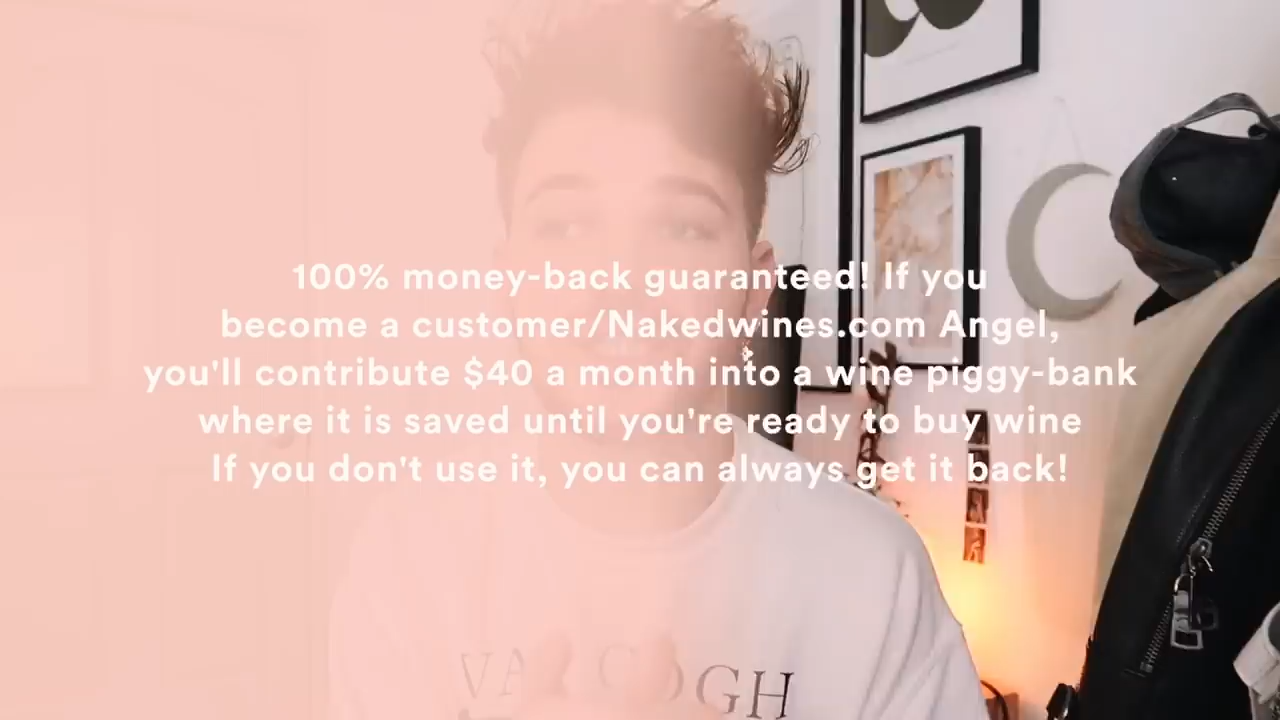 100% money-back guaranteed! If you
become a customer/Nakedwines.com Angel,
you'll contribute $40 a month into a wine piggy-bank
where it is saved until you're ready to buy wine
If you don't use it, you can always get it back!
VAN GOGH